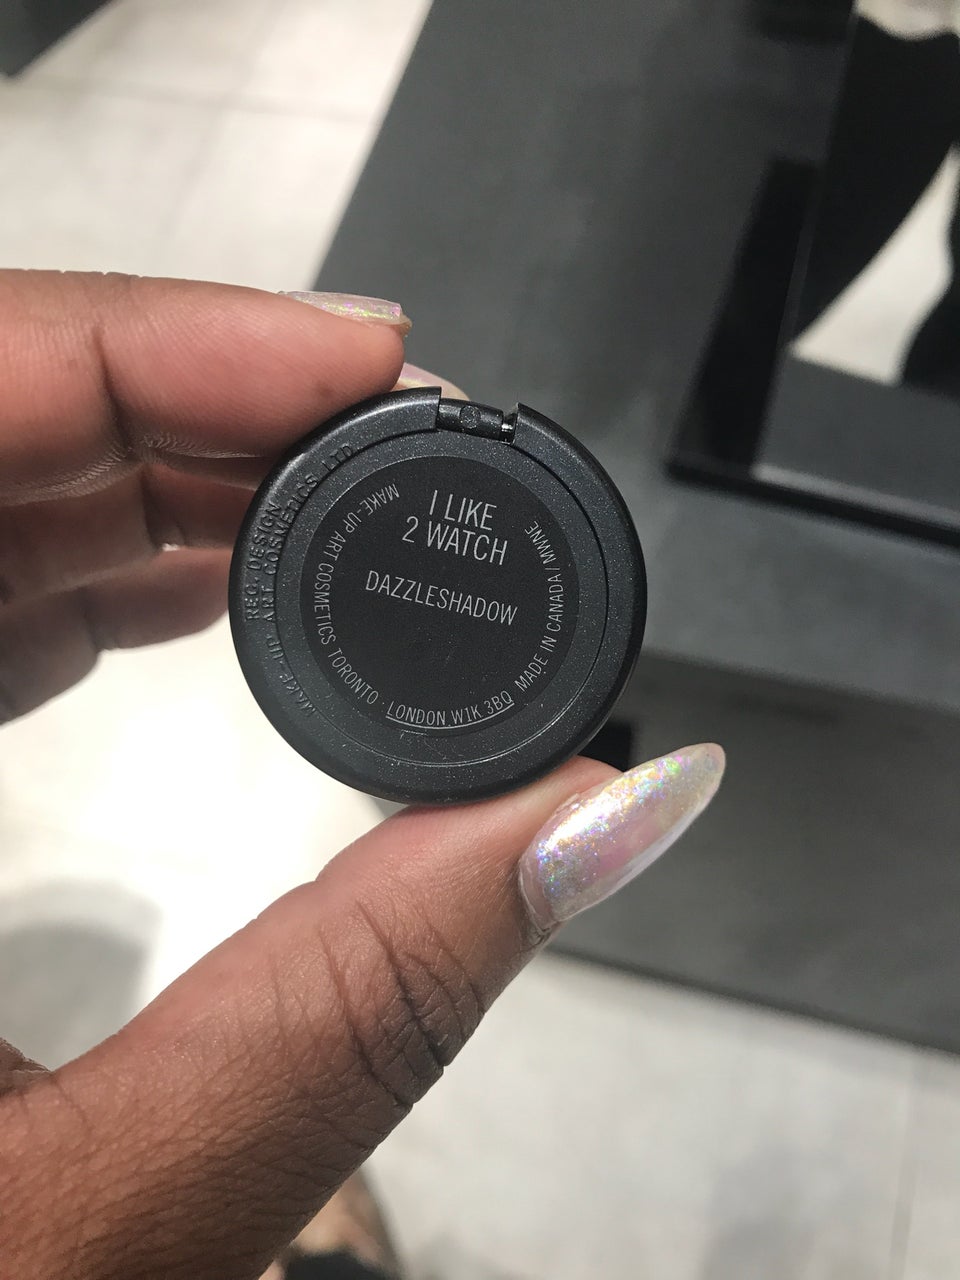 I LIKE
2 WATCH
DAZZLESHADOW
MAKE-UP ART COSMETICS TORONTO · LONDON W1K 3BQ MADE IN CANADA / MWNE
REG. DESIGN
MAKE-UP ART COSMETICS LTD